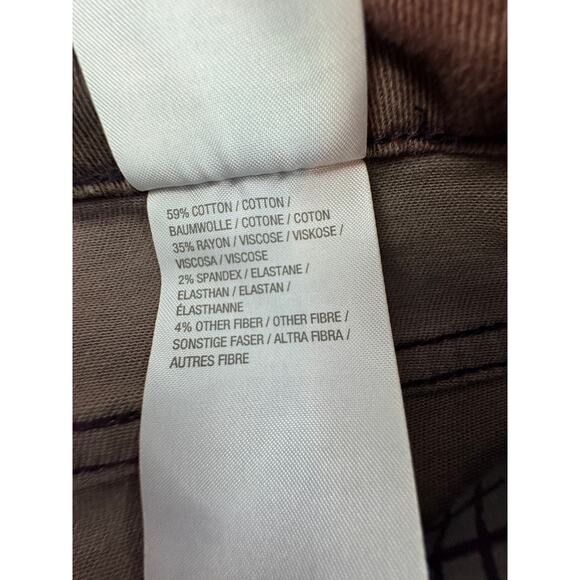 59% COTTON / COTTON /
BAUMWOLLE / COTONE / COTON
35% RAYON / VISCOSE / VISKOSE /
VISCOSA / VISCOSE
2% SPANDEX / ELASTANE /
ELASTHAN / ELASTAN /
ÉLASTHANNE
4% OTHER FIBER / OTHER FIBRE /
SONSTIGE FASER / ALTRA FIBRA /
AUTRES FIBRE